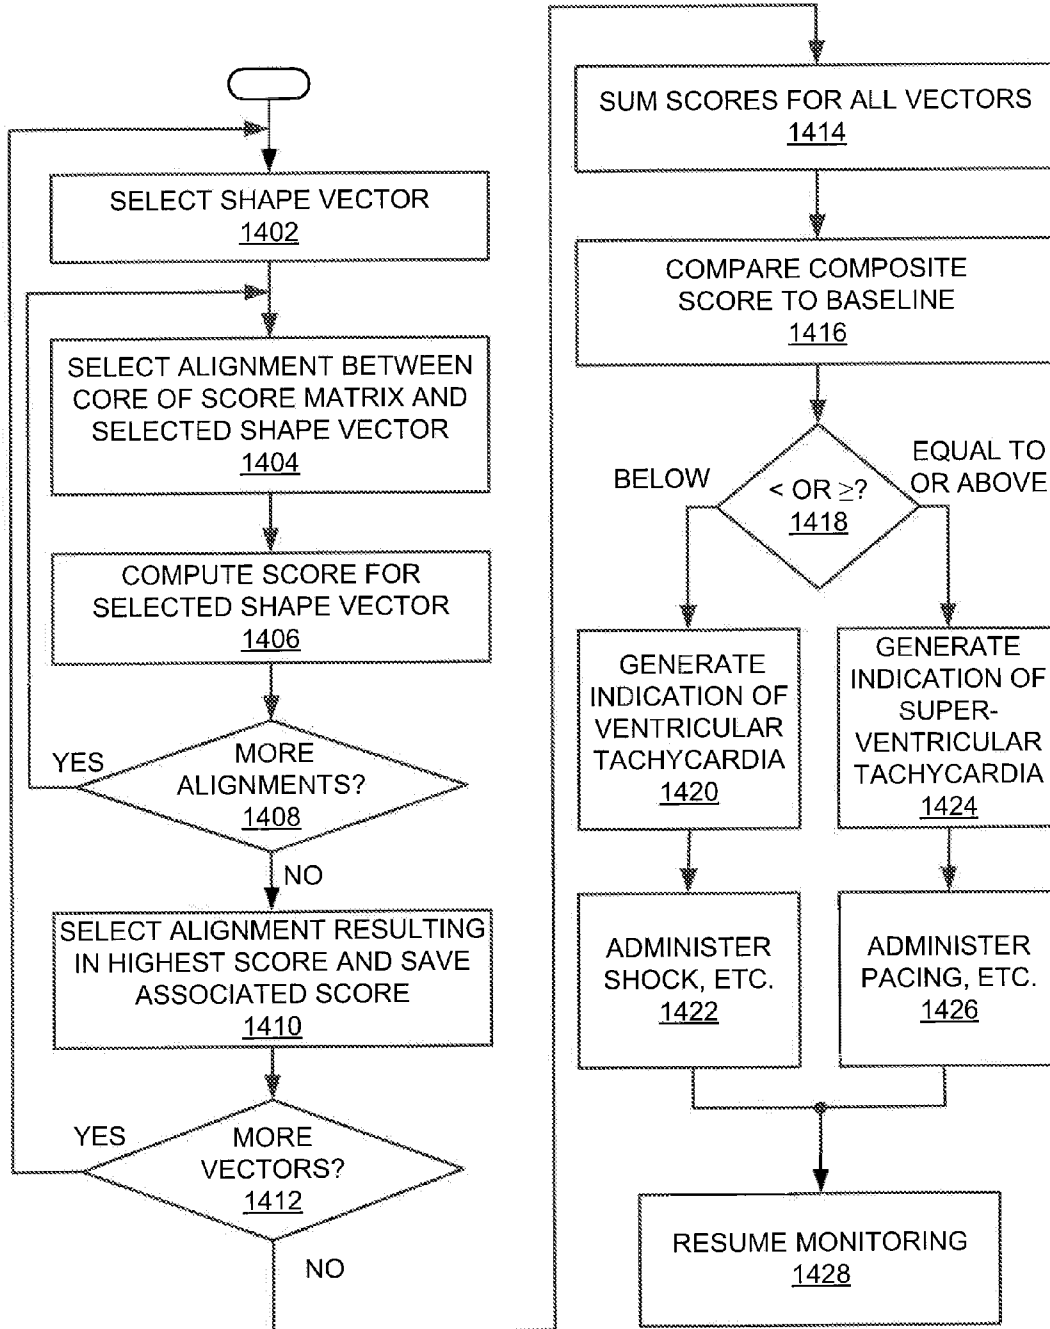 SELECT SHAPE VECTOR
1402
SELECT ALIGNMENT BETWEEN
CORE OF SCORE MATRIX AND
SELECTED SHAPE VECTOR
1404
COMPUTE SCORE FOR
SELECTED SHAPE VECTOR
1406
YES
MORE
ALIGNMENTS?
1408
NO
SELECT ALIGNMENT RESULTING
IN HIGHEST SCORE AND SAVE
ASSOCIATED SCORE
1410
YES
MORE
VECTORS?
1412
NO
SUM SCORES FOR ALL VECTORS
1414
COMPARE COMPOSITE
SCORE TO BASELINE
1416
BELOW
< OR ≥?
1418
EQUAL TO
OR ABOVE
GENERATE
INDICATION OF
VENTRICULAR
TACHYCARDIA
1420
GENERATE
INDICATION OF
SUPER-
VENTRICULAR
TACHYCARDIA
1424
ADMINISTER
SHOCK, ETC.
1422
ADMINISTER
PACING, ETC.
1426
RESUME MONITORING
1428